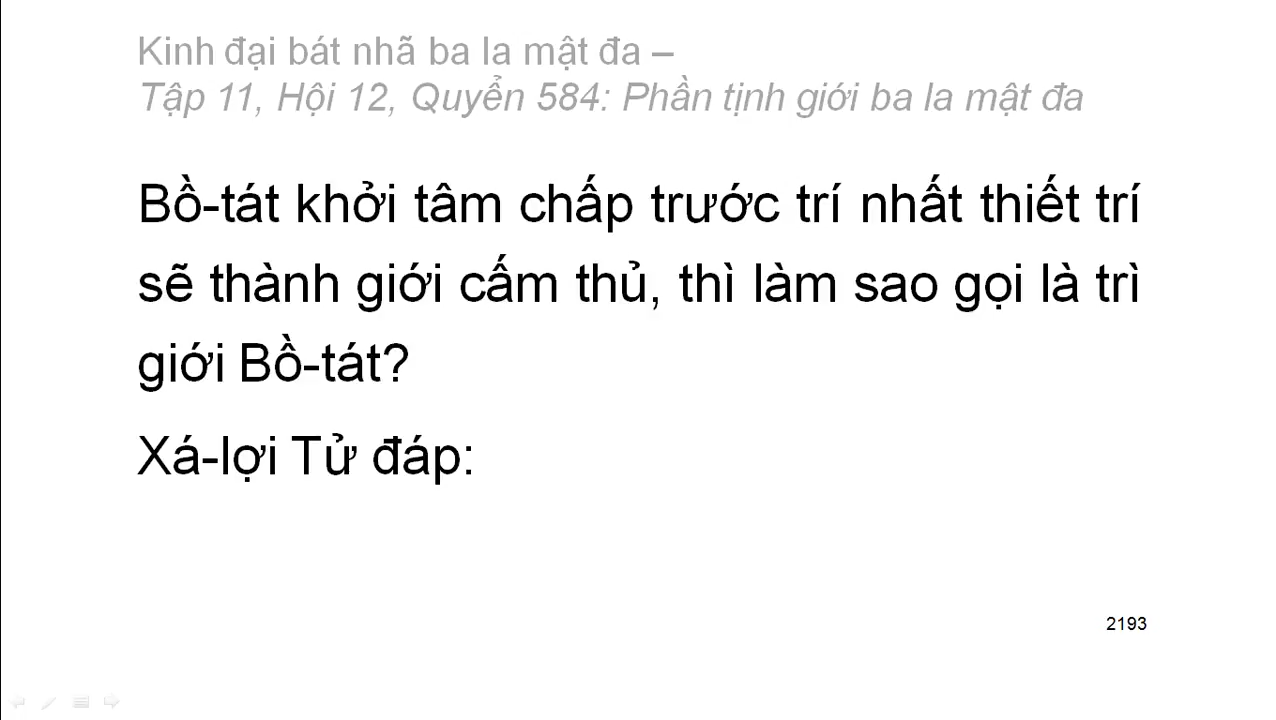 Kinh đại bát nhã ba la mật đa –
Tập 11, Hội 12, Quyển 584: Phần tịnh giới ba la mật đa
Bồ-tát khởi tâm chấp trước trí nhất thiết trí
sẽ thành giới cấm thủ, thì làm sao gọi là trì
giới Bồ-tát?
Xá-lợi Tử đáp:
2193